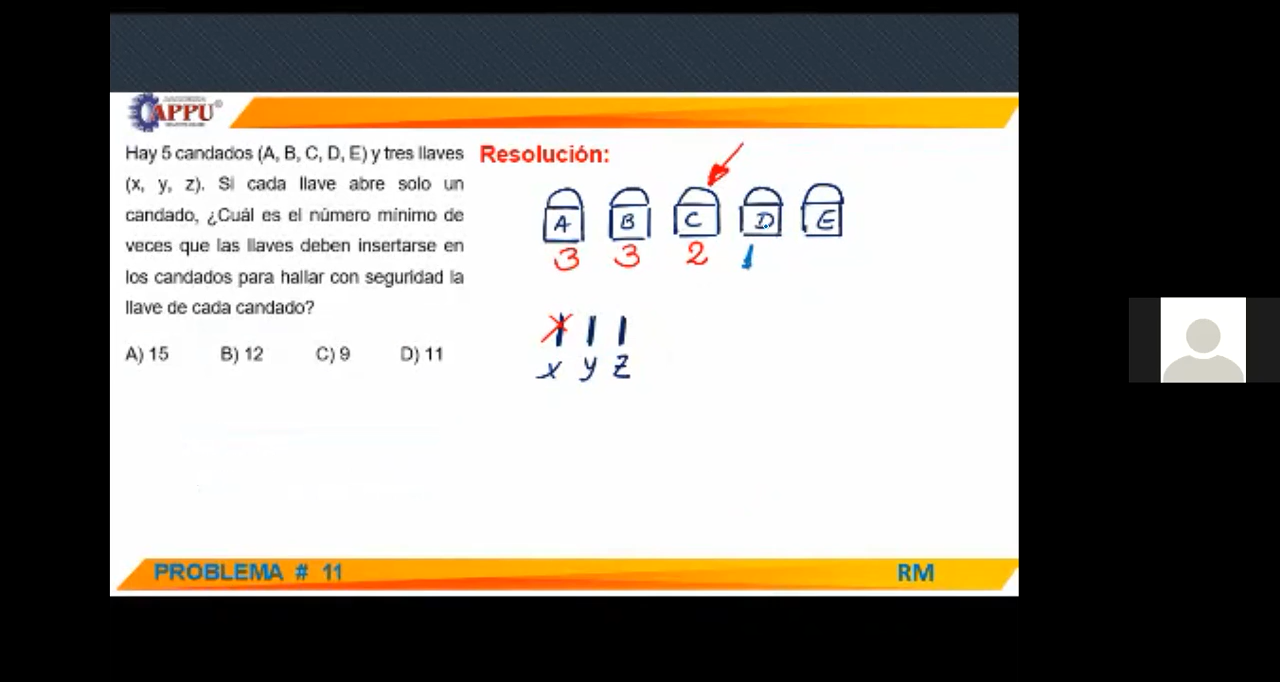 APPU
Hay 5 candados (A, B, C, D, E) y tres llaves
(x, y, z). Si cada llave abre solo un
candado, ¿Cuál es el número mínimo de
veces que las llaves deben insertarse en
los candados para hallar con seguridad la
llave de cada candado?
A) 15 B) 12 C) 9 D) 11
Resolución:
A B C D E
3 3 2 1
x y z
PROBLEMA # 11
RM